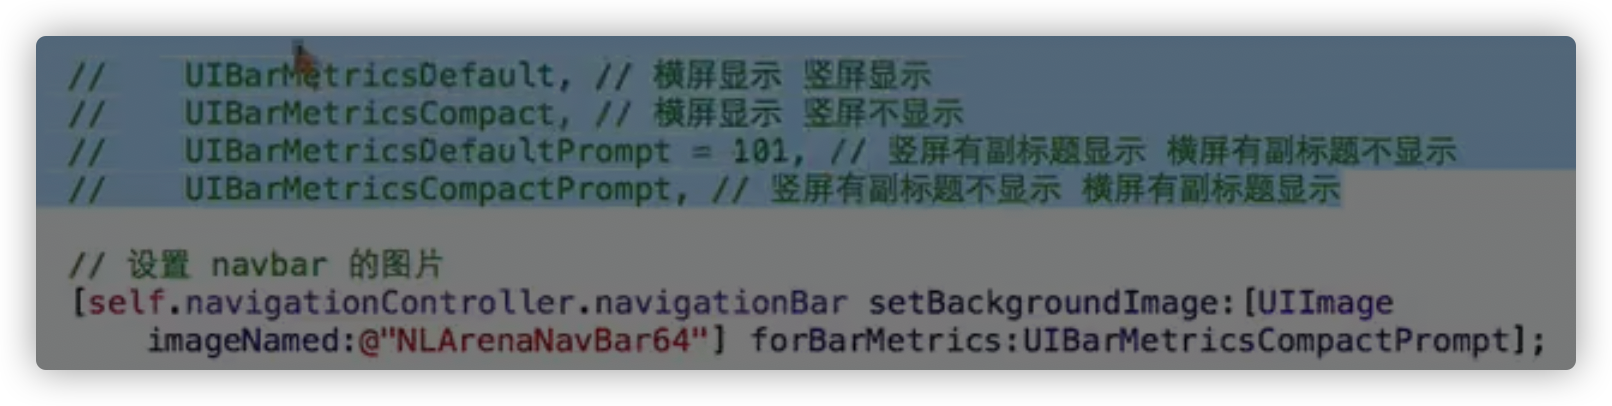 //    UIBarMetricsDefault, // 横屏显示 竖屏显示
//    UIBarMetricsCompact, // 横屏显示 竖屏不显示
//    UIBarMetricsDefaultPrompt = 101, // 竖屏有副标题显示 横屏有副标题不显示
//    UIBarMetricsCompactPrompt, // 竖屏有副标题不显示 横屏有副标题显示
// 设置 navbar 的图片
[self.navigationController.navigationBar setBackgroundImage:[UIImage
imageNamed:@"NLArenaNavBar64"] forBarMetrics:UIBarMetricsCompactPrompt];